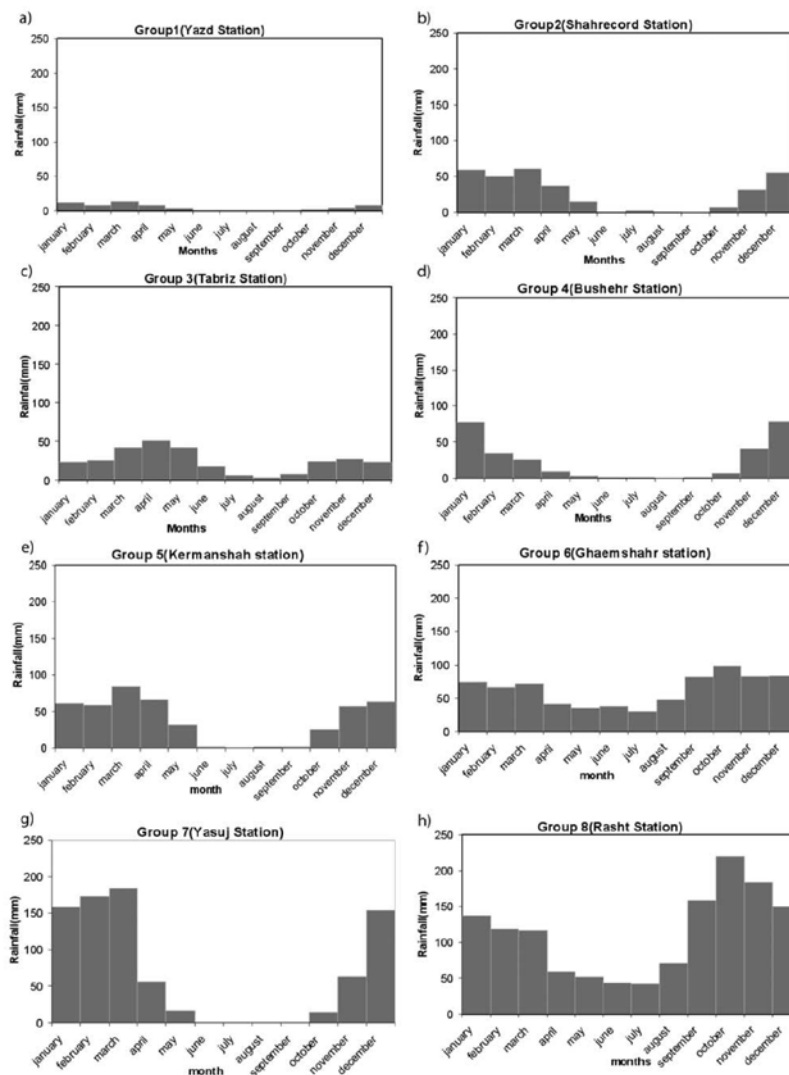 a)
Group1(Yazd Station)
250
200
150
100
50
0
Rainfall(mm)
january
february
march
april
may
june
july
august
september
october
november
december
Months
b)
Group2(Shahrecord Station)
250
200
150
100
50
0
Rainfall(mm)
january
february
march
april
may
june
july
august
september
october
november
december
Months
c)
Group 3(Tabriz Station)
250
200
150
100
50
0
Rainfall(mm)
january
february
march
april
may
june
july
august
september
october
november
december
Months
d)
Group 4(Bushehr Station)
250
200
150
100
50
0
Rainfall(mm)
january
february
march
april
may
june
july
august
september
october
november
december
Months
e)
Group 5(Kermanshah station)
250
200
150
100
50
0
Rainfall(mm)
january
february
march
april
may
june
july
august
september
october
november
december
month
f)
Group 6(Ghaemshahr station)
250
200
150
100
50
0
Rainfall(mm)
january
february
march
april
may
june
july
august
september
october
november
december
month
g)
Group 7(Yasuj Station)
250
200
150
100
50
0
Rainfall(mm)
january
february
march
april
may
june
july
august
september
october
november
december
month
h)
Group 8(Rasht Station)
250
200
150
100
50
0
Rainfall(mm)
january
february
march
april
may
june
july
august
september
october
november
december
months